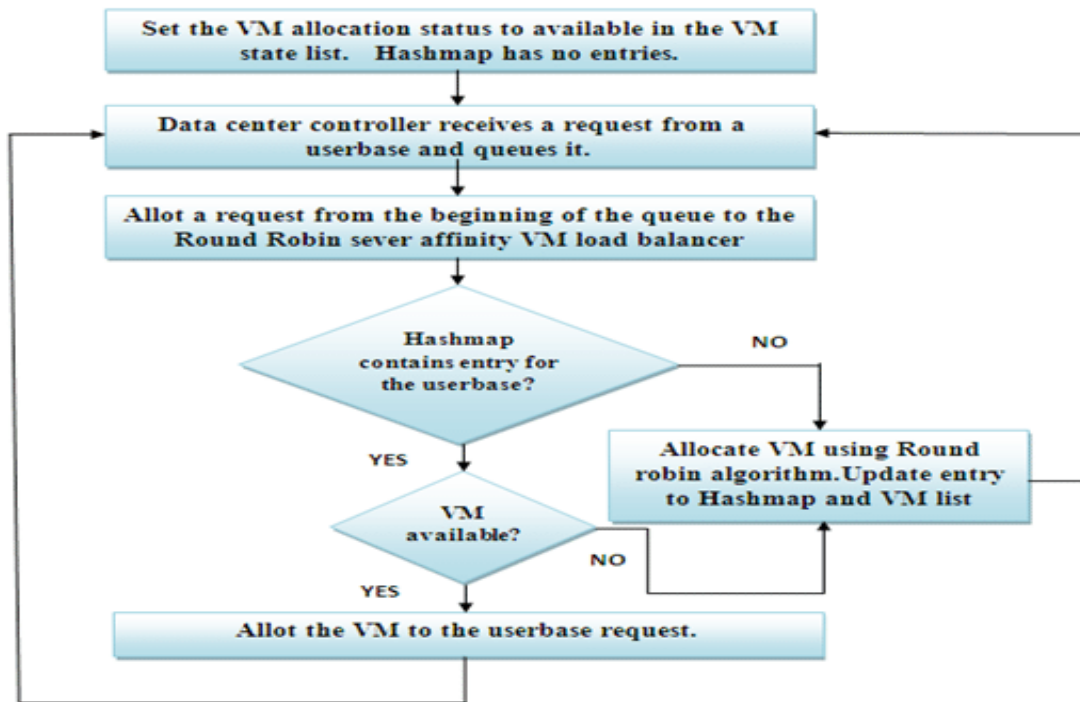 Set the VM allocation status to available in the VM
state list. Hashmap has no entries.
Data center controller receives a request from a
userbase and queues it.
Allot a request from the beginning of the queue to the
Round Robin sever affinity VM load balancer
Hashmap
contains entry for
the userbase?
NO
YES
Allocate VM using Round
robin algorithm.Update entry
to Hashmap and VM list
VM
available?
NO
YES
Allot the VM to the userbase request.